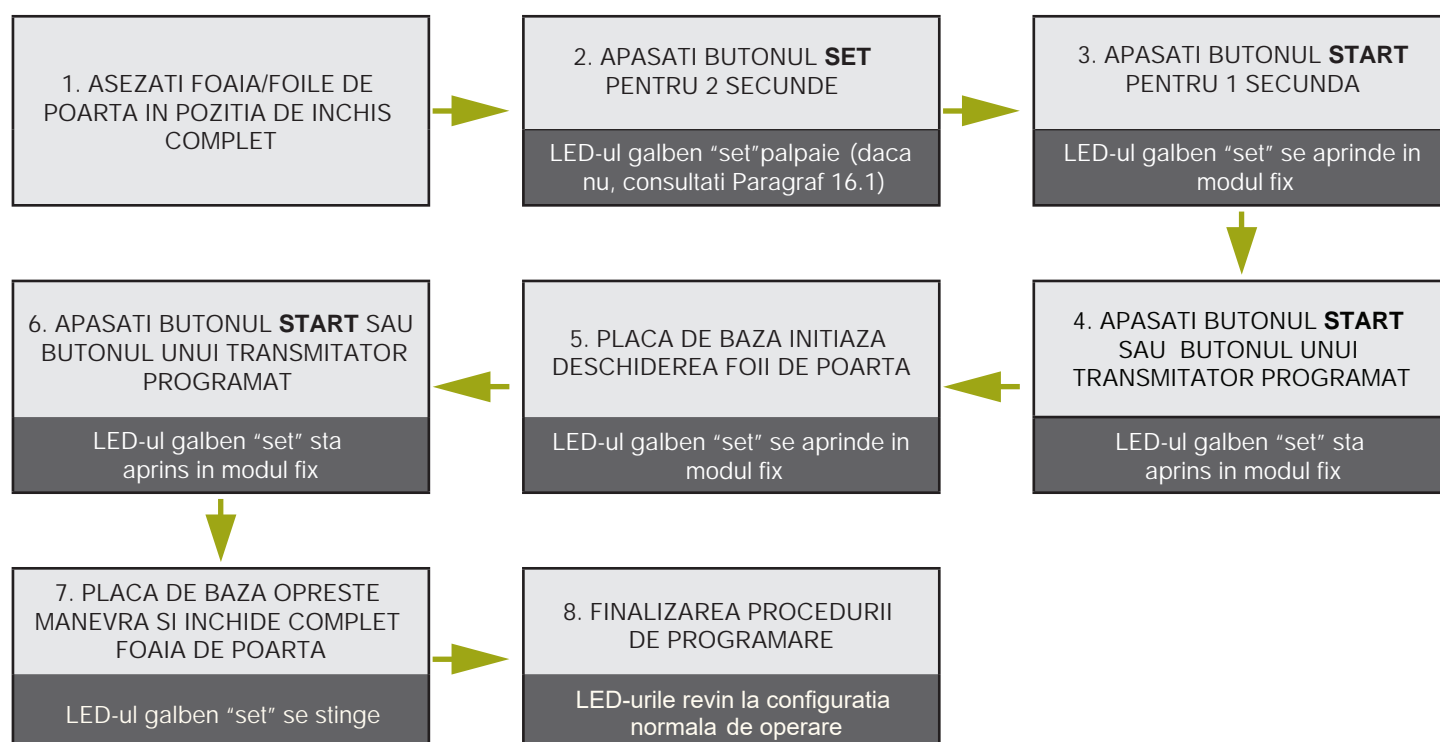 1. ASEZATI FOAIA/FOILE DE
POARTA IN POZITIA DE INCHIS
COMPLET
2. APASATI BUTONUL SET
PENTRU 2 SECUNDE
LED-ul galben “set”palpaie (daca
nu, consultati Paragraf 16.1)
3. APASATI BUTONUL START
PENTRU 1 SECUNDA
LED-ul galben “set” se aprinde in
modul fix
4. APASATI BUTONUL START
SAU BUTONUL UNUI
TRANSMITATOR PROGRAMAT
LED-ul galben “set” sta
aprins in modul fix
5. PLACA DE BAZA INITIAZA
DESCHIDEREA FOII DE POARTA
LED-ul galben “set” se aprinde in
modul fix
6. APASATI BUTONUL START SAU
BUTONUL UNUI TRANSMITATOR
PROGRAMAT
LED-ul galben “set” sta
aprins in modul fix
7. PLACA DE BAZA OPRESTE
MANEVRA SI INCHIDE COMPLET
FOAIA DE POARTA
LED-ul galben “set” se stinge
8. FINALIZAREA PROCEDURII
DE PROGRAMARE
LED-urile revin la configuratia
normala de operare